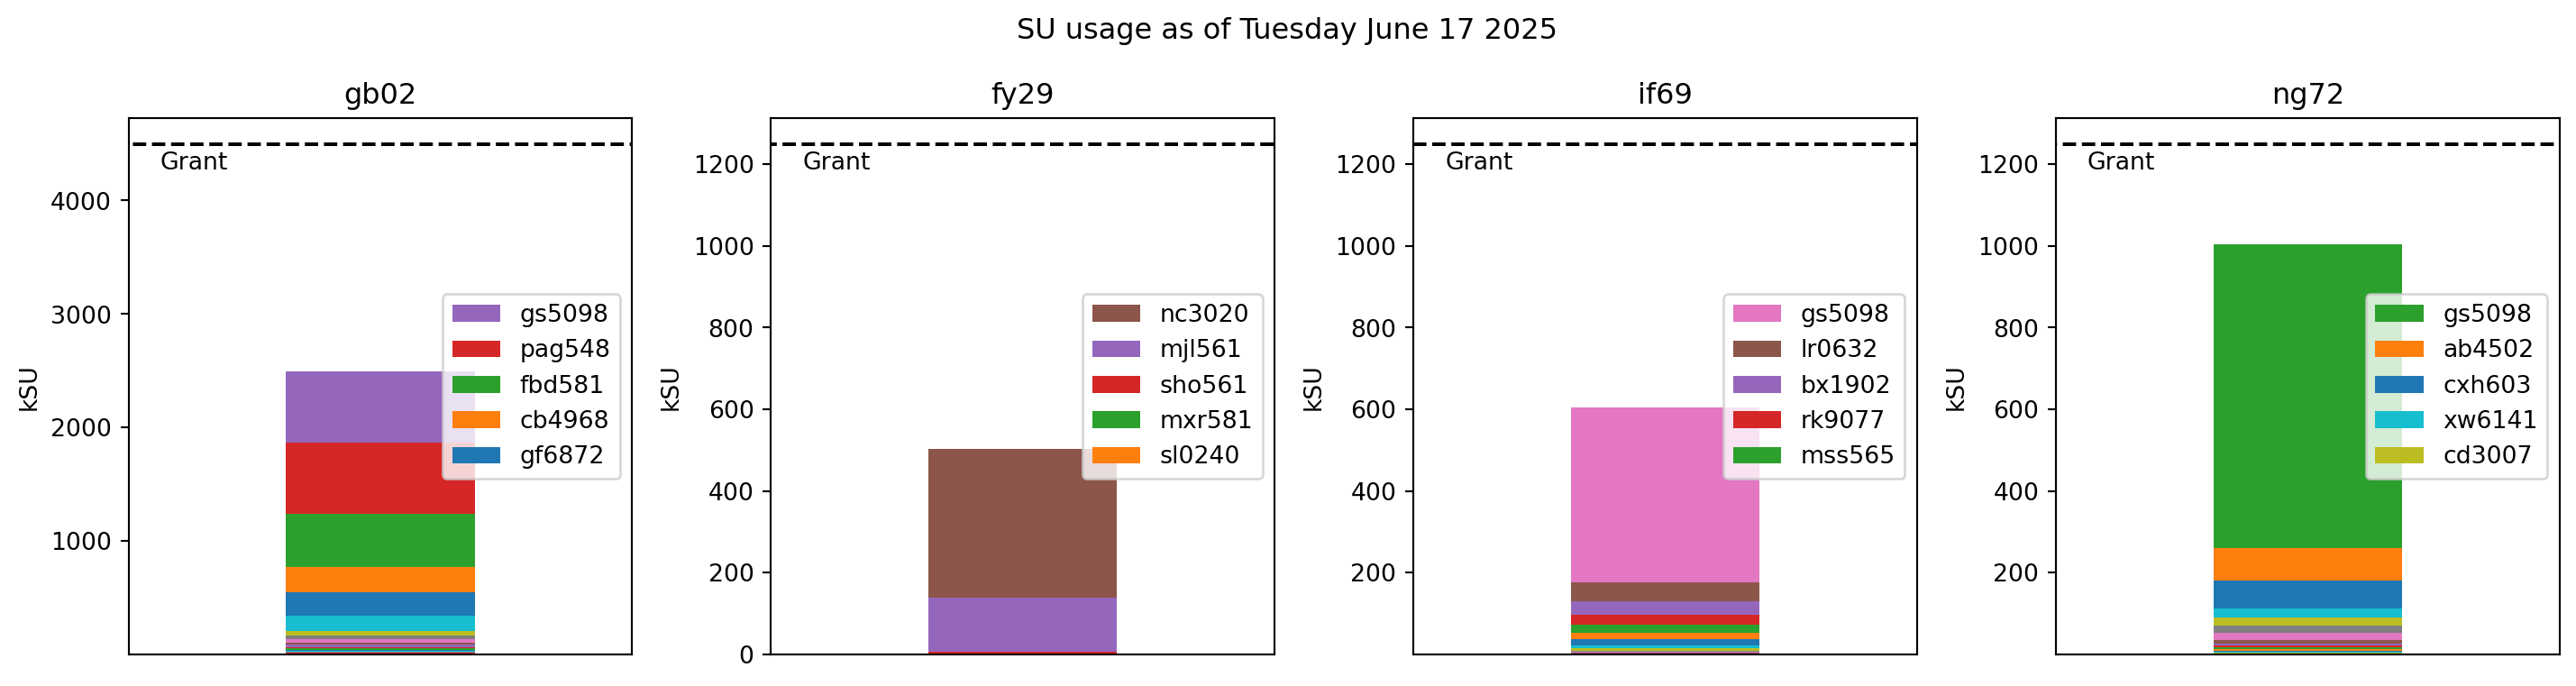 SU usage as of Tuesday June 17 2025
gb02
kSU
4000
3000
2000
1000
Grant
gs5098
pag548
fbd581
cb4968
gf6872
fy29
kSU
1200
1000
800
600
400
200
0
Grant
nc3020
mjl561
sho561
mxr581
sl0240
if69
kSU
1200
1000
800
600
400
200
Grant
gs5098
lr0632
bx1902
rk9077
mss565
ng72
kSU
1200
1000
800
600
400
200
Grant
gs5098
ab4502
cxh603
xw6141
cd3007